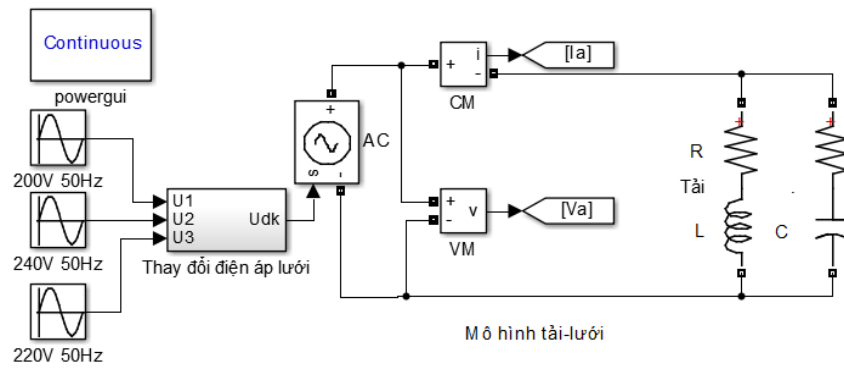 Continuous
powergui
200V 50Hz
240V 50Hz
220V 50Hz
U1
U2
U3
Udk
Thay đổi điện áp lưới
+
s
-
AC
+
i
-
CM
[Ia]
+
-
v
VM
[Va]
+
R
Tải
L
+
C
Mô hình tải-lưới